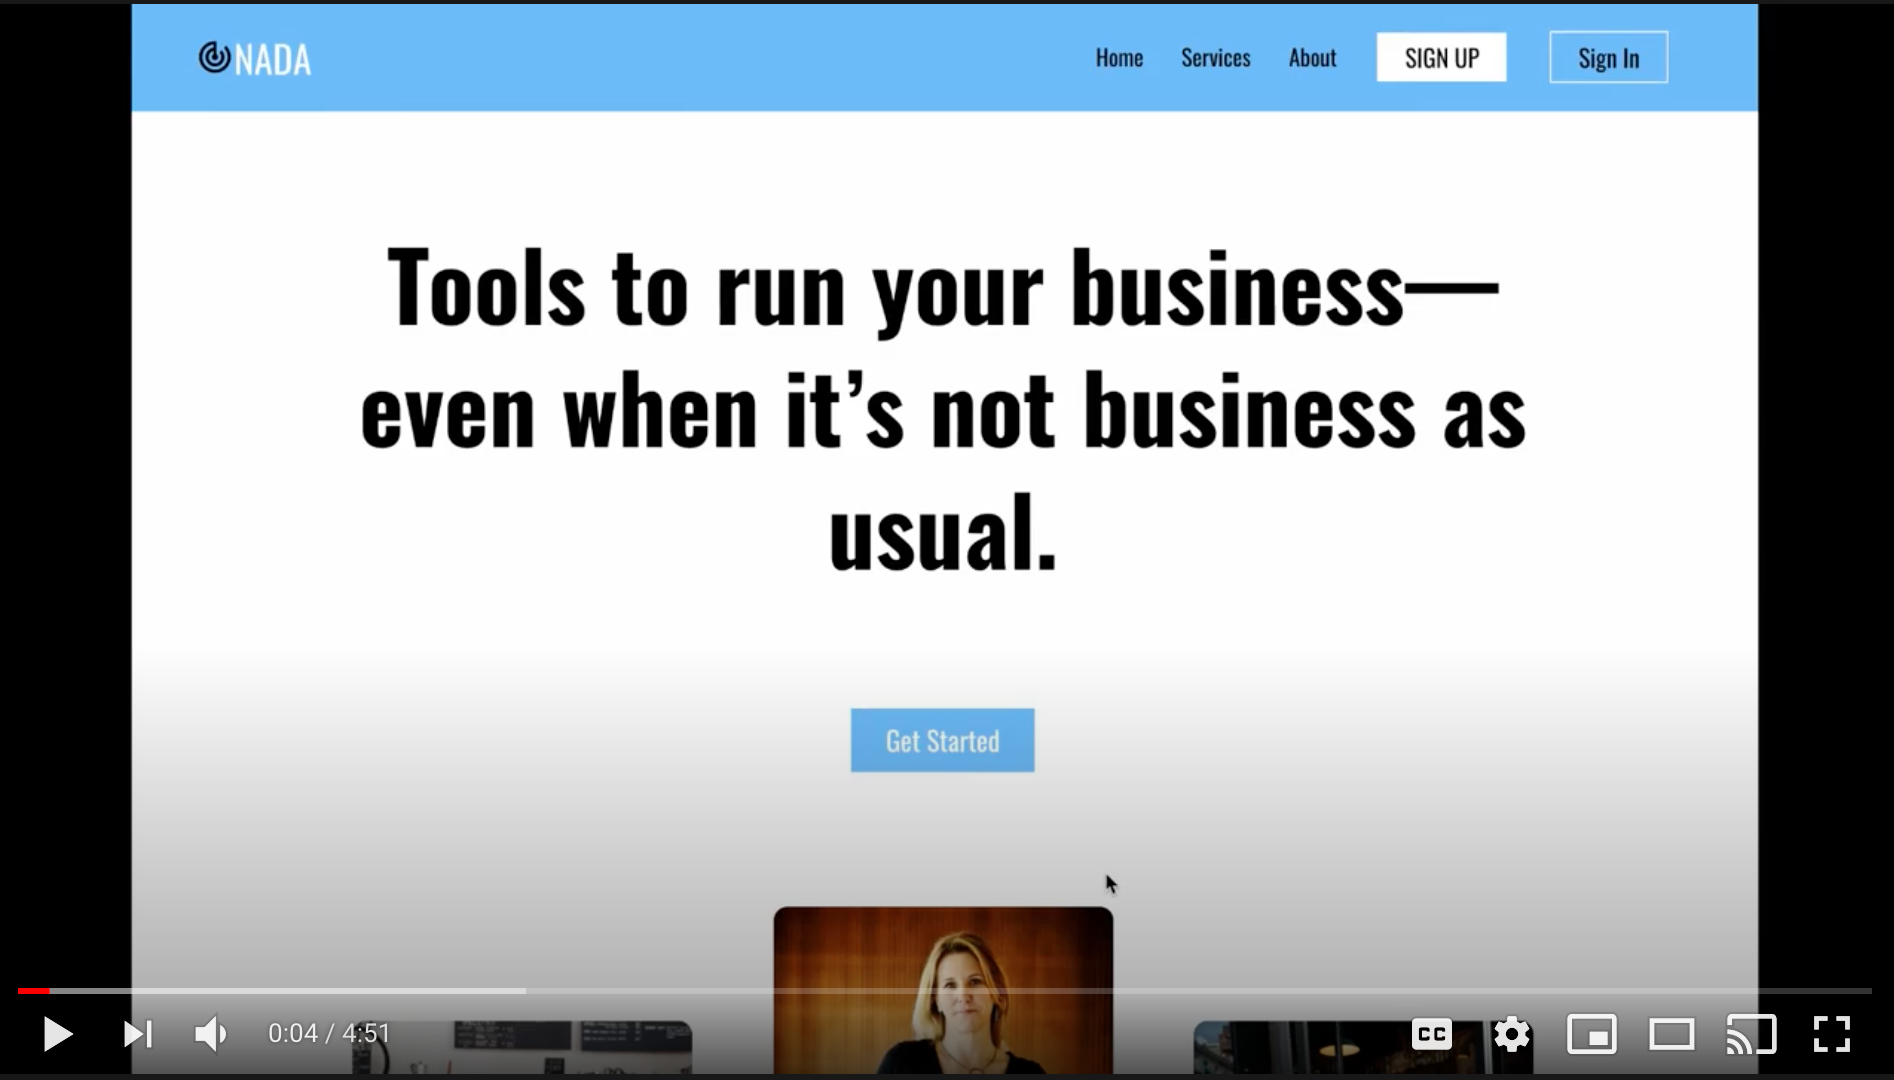 NADA
Home Services About SIGN UP Sign In
Tools to run your business—
even when it’s not business as
usual.
Get Started
0:04 / 4:51
CC